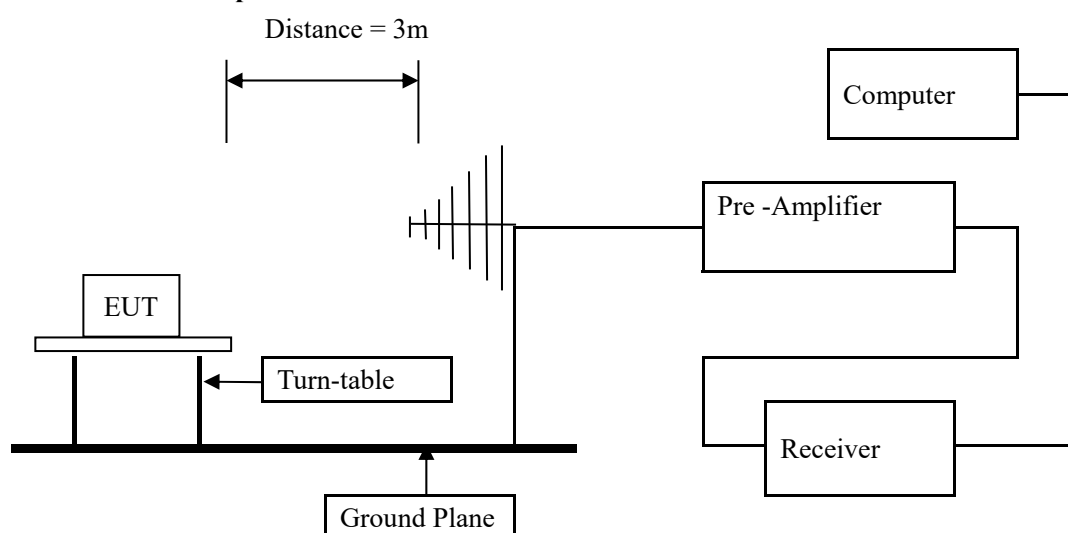 Distance = 3m
Computer
Pre -Amplifier
EUT
Turn-table
Receiver
Ground Plane